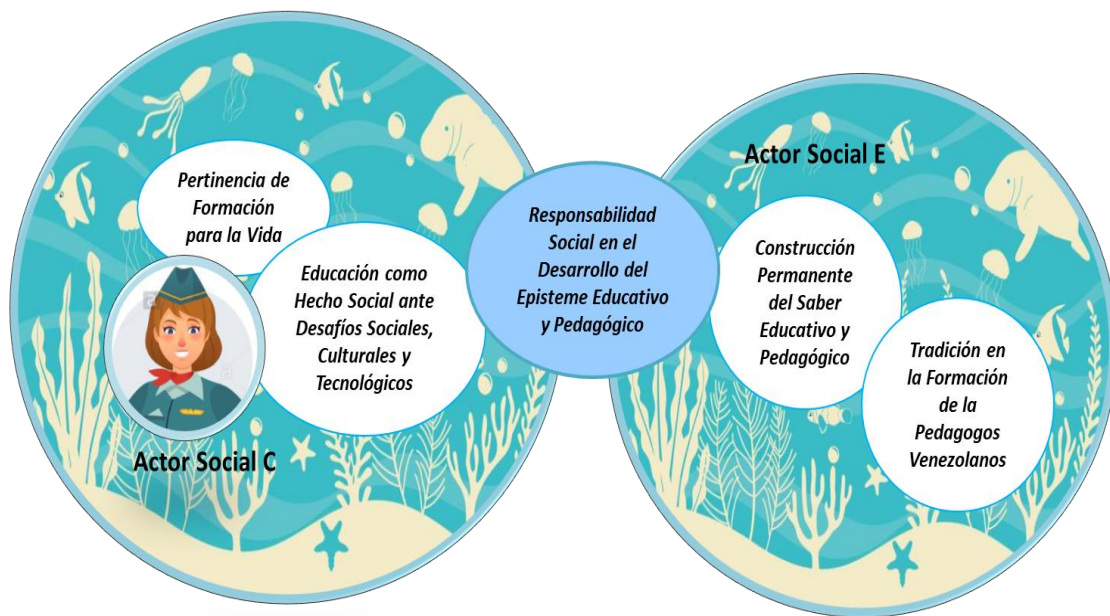 Pertinencia de
Formación
para la Vida
Educación como
Hecho Social ante
Desafíos Sociales,
Culturales y
Tecnológicos
Actor Social C
Responsabilidad
Social en el
Desarrollo del
Episteme Educativo
y Pedagógico
Actor Social E
Construcción
Permanente
del Saber
Educativo y
Pedagógico
Tradición en
la Formación
de la
Pedagogos
Venezolanos
a
a